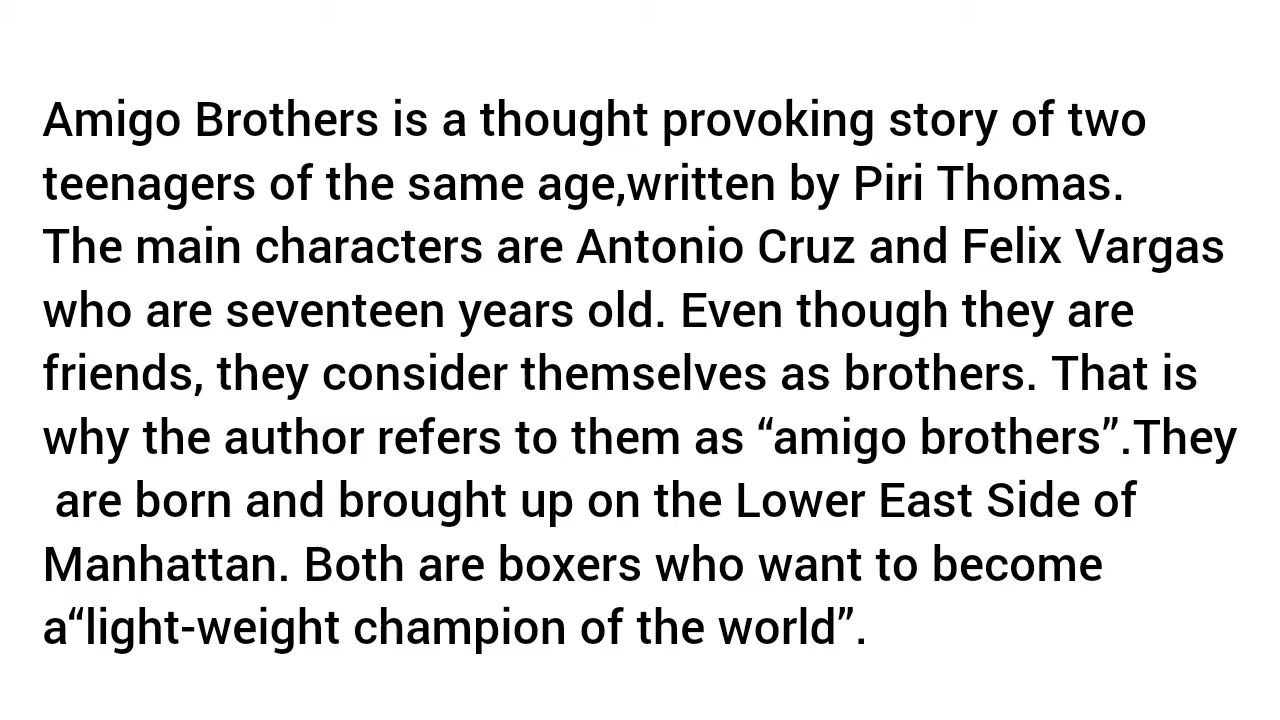 Amigo Brothers is a thought provoking story of two
teenagers of the same age,written by Piri Thomas.
The main characters are Antonio Cruz and Felix Vargas
who are seventeen years old. Even though they are
friends, they consider themselves as brothers. That is
why the author refers to them as “amigo brothers”.They
are born and brought up on the Lower East Side of
Manhattan. Both are boxers who want to become
a“light-weight champion of the world”.